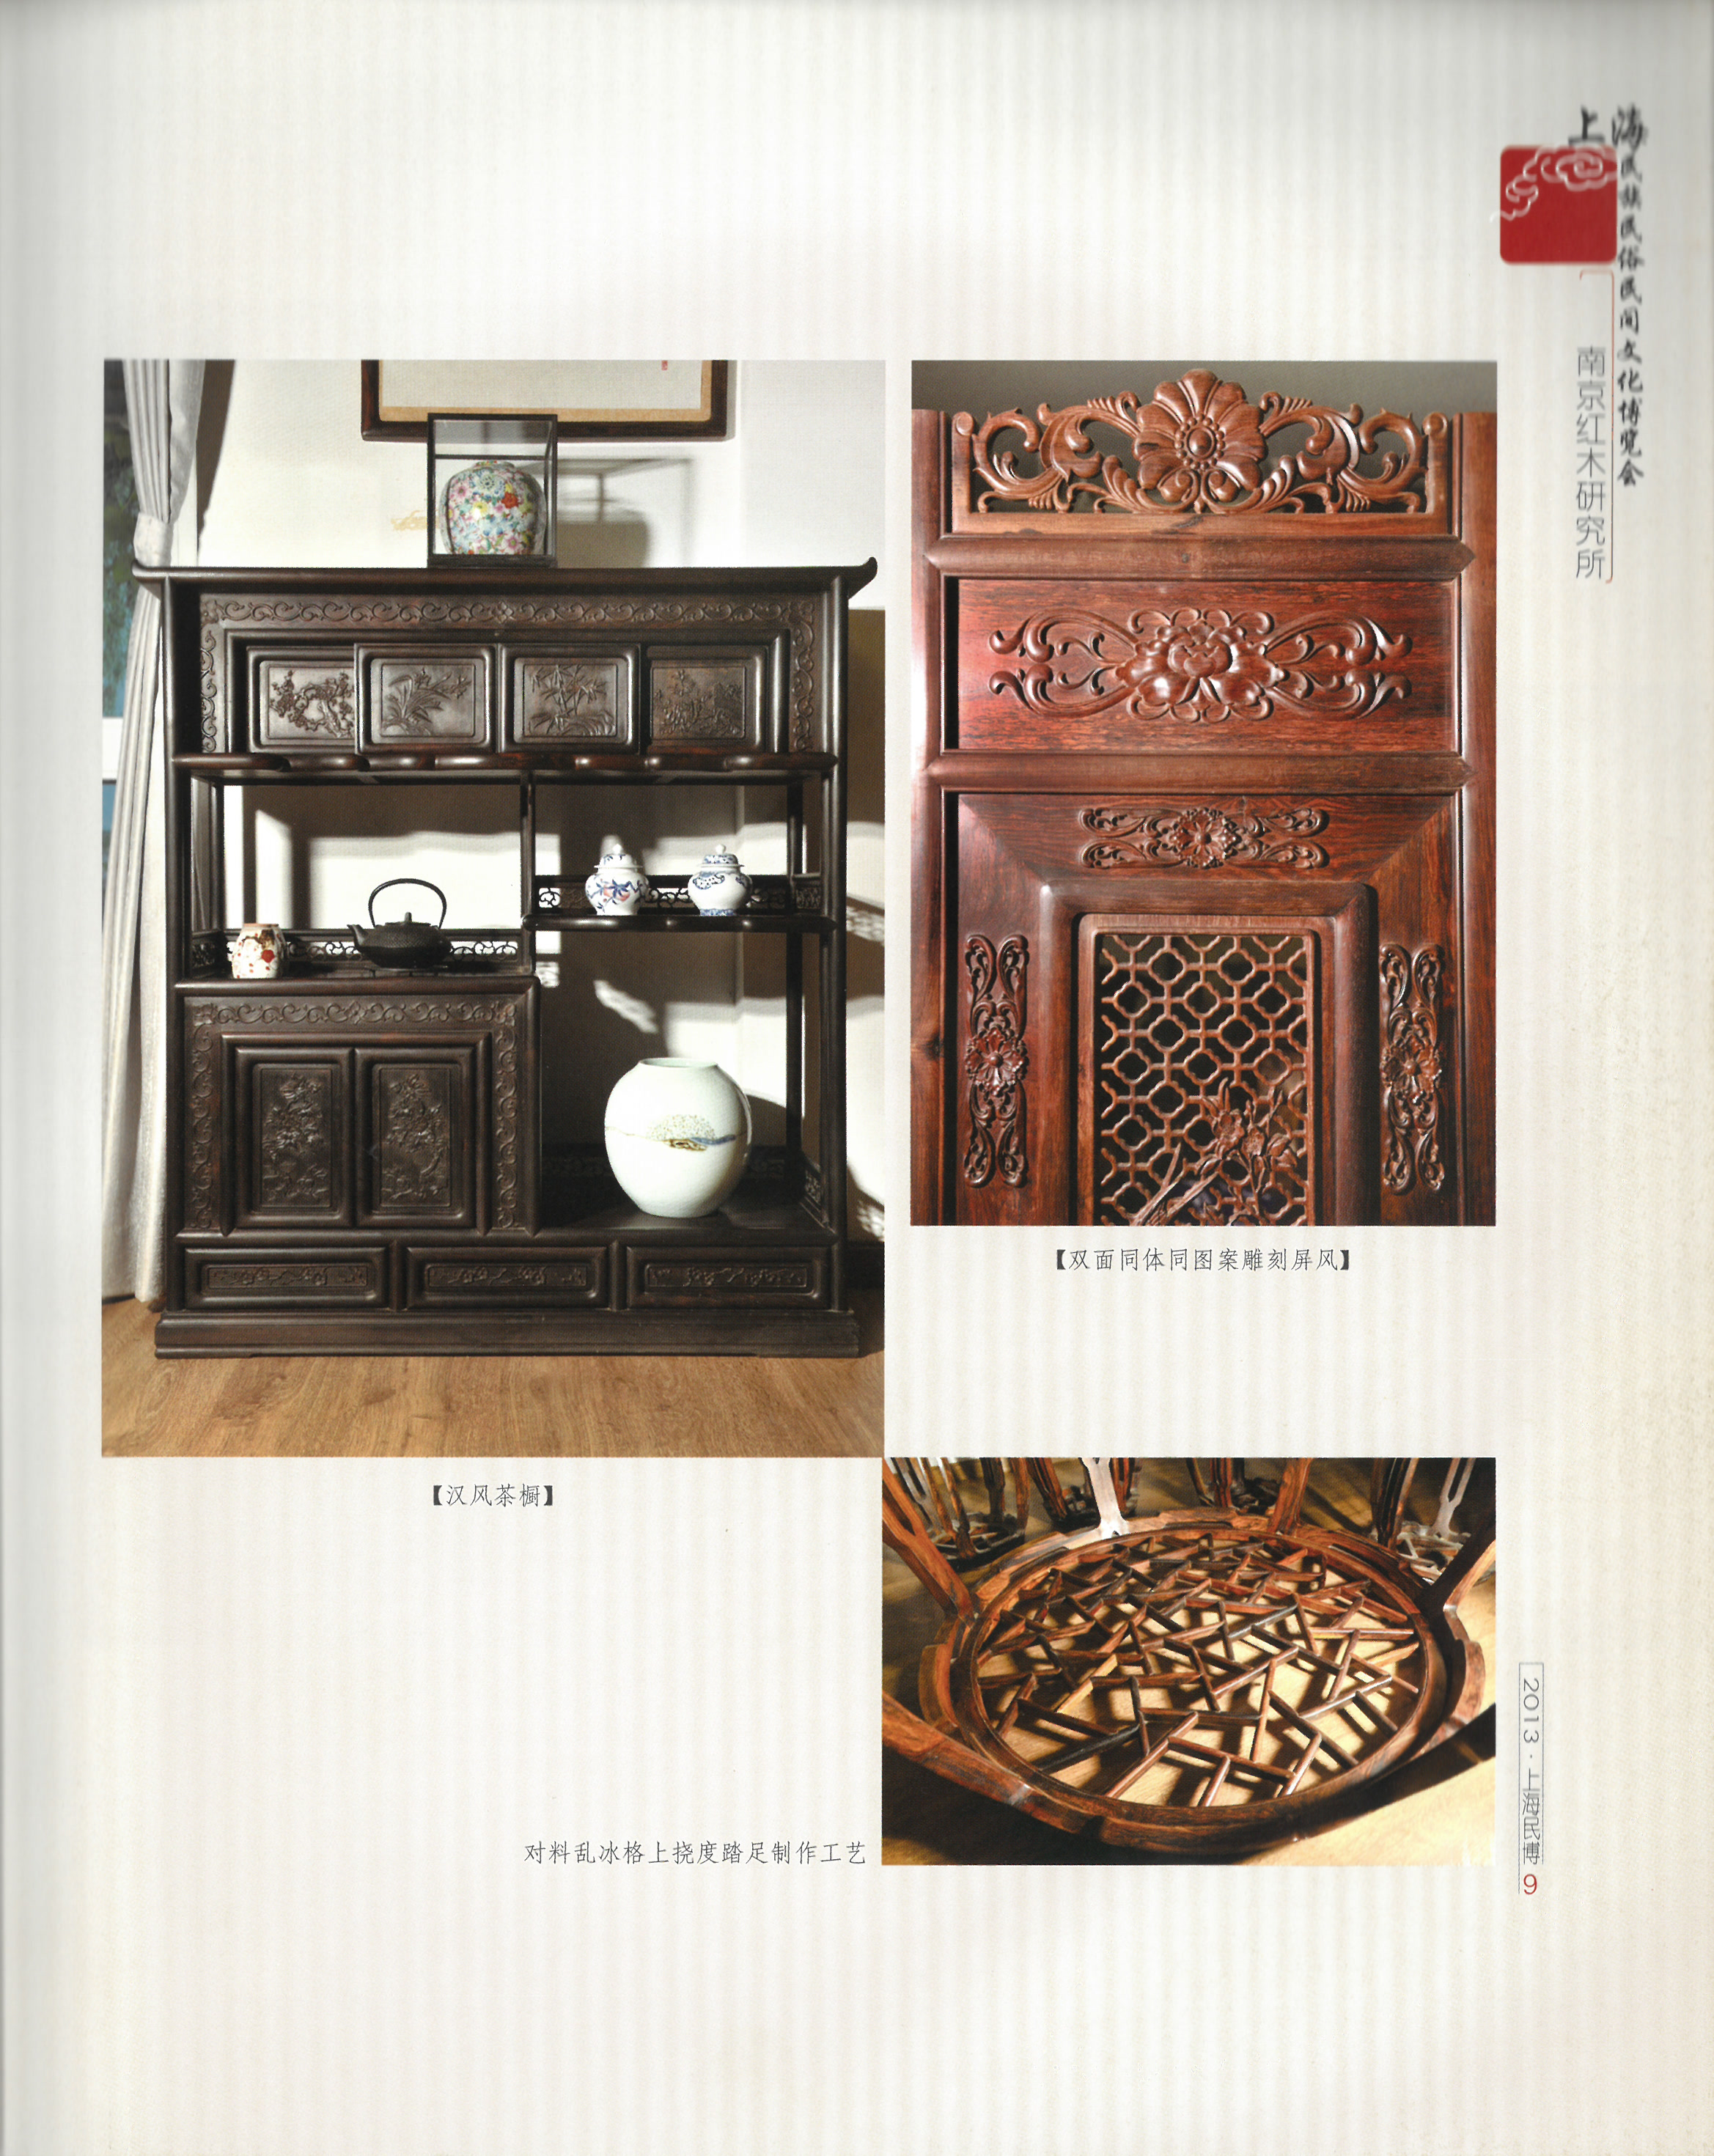 上海民族民俗民间文化博览会
南京红木研究所
【双面同体同图案雕刻屏风】
【汉风茶橱】
对料乱冰格上挠度踏足制作工艺
2013·上海民博 9